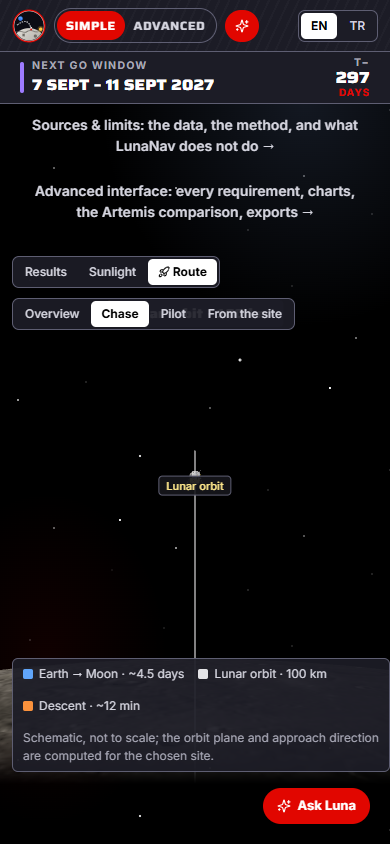 SIMPLE ADVANCED EN TR
NEXT GO WINDOW
7 SEPT – 11 SEPT 2027
T–
297
DAYS
Sources & limits: the data, the method, and what
LunaNav does not do →
Advanced interface: every requirement, charts,
the Artemis comparison, exports →
Results Sunlight Route
Overview Chase Pilot From the site
Lunar orbit
Earth → Moon · ~4.5 days Lunar orbit · 100 km
Descent · ~12 min
Schematic, not to scale; the orbit plane and approach direction
are computed for the chosen site.
Ask Luna